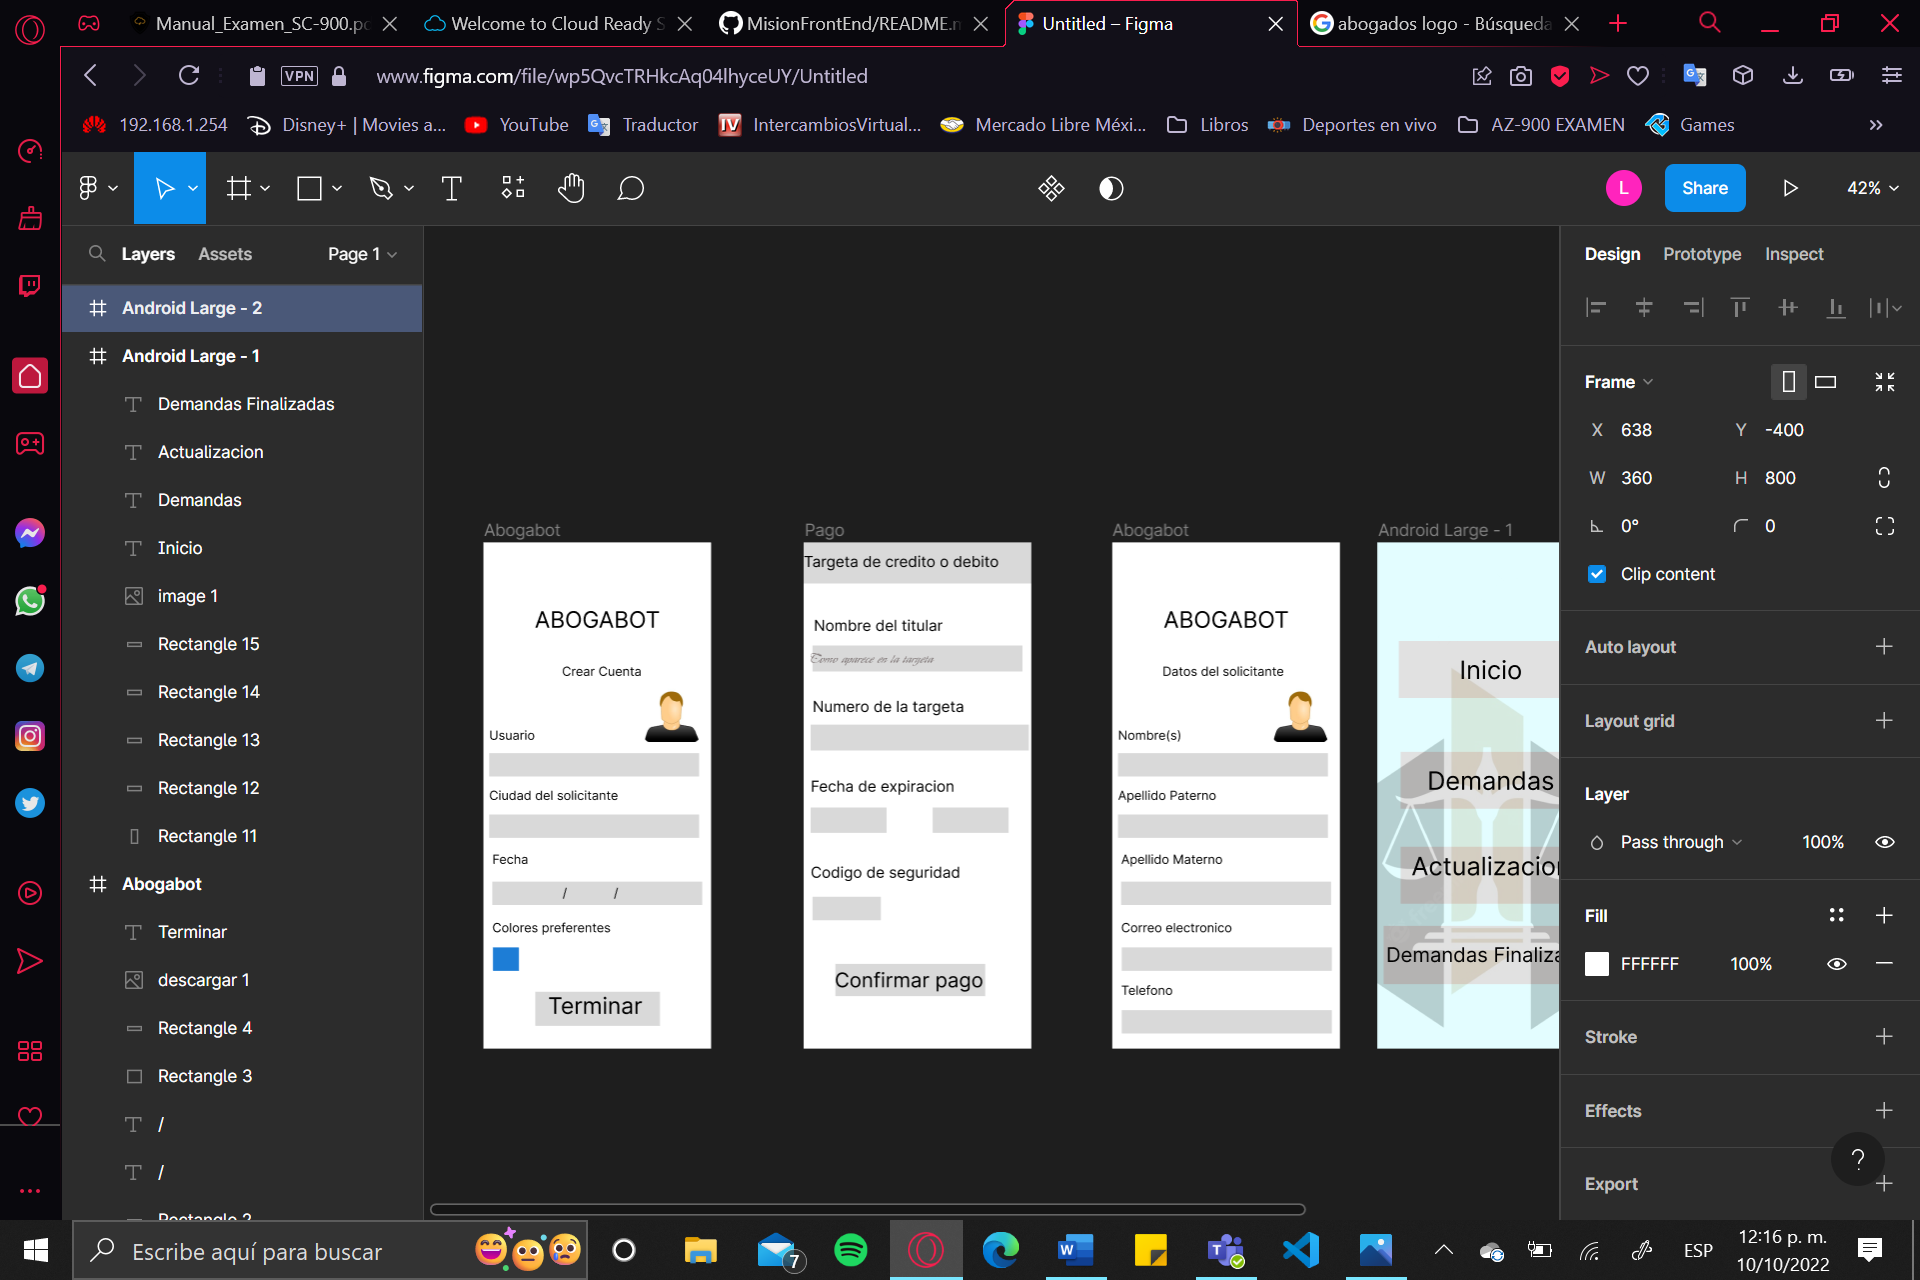 Manual_Examen_SC-900.pc
Welcome to Cloud Ready S
MisionFrontEnd/README.m
Untitled – Figma
abogados logo - Búsqueda
VPN
www.figma.com/file/wp5QvcTRHkcAq04lhyceUY/Untitled
192.168.1.254
Disney+ | Movies a...
YouTube
Traductor
IV
IntercambiosVirtual...
Mercado Libre Méxi...
Libros
Deportes en vivo
AZ-900 EXAMEN
Games
L
Share
42%
Layers
Assets
Page 1
Android Large - 2
Android Large - 1
Demandas Finalizadas
Actualizacion
Demandas
Inicio
image 1
Rectangle 15
Rectangle 14
Rectangle 13
Rectangle 12
Rectangle 11
Abogabot
Terminar
descargar 1
Rectangle 4
Rectangle 3
/
/
Rectangle 2
Abogabot
ABOGABOT
Crear Cuenta
Usuario
Ciudad del solicitante
Fecha
/ /
Colores preferentes
Terminar
Pago
Targeta de credito o debito
Nombre del titular
Como aparece en la targeta
Numero de la targeta
Fecha de expiracion
Codigo de seguridad
Confirmar pago
Abogabot
ABOGABOT
Datos del solicitante
Nombre(s)
Apellido Paterno
Apellido Materno
Correo electronico
Telefono
Android Large - 1
Inicio
Demandas
Actualizacion
Demandas Finaliza
Design
Prototype
Inspect
Frame
X 638
Y -400
W 360
H 800
0°
0
Clip content
Auto layout
Layout grid
Layer
Pass through
100%
Fill
FFFFFF
100%
Stroke
Effects
Export
?
Escribe aquí para buscar
7
ESP
12:16 p. m.
10/10/2022